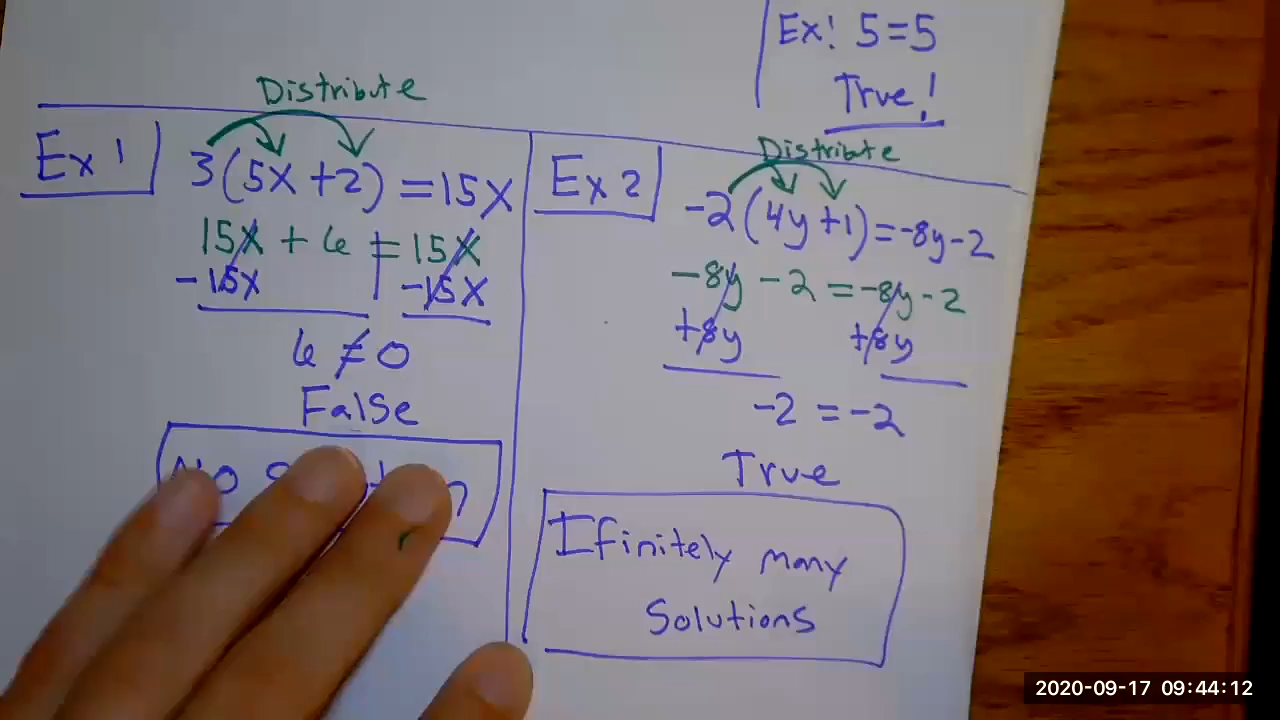 Ex! 5=5
True!
Ex 1
Distribute
3(5x+2)=15x
15x + 6 = 15x
-15x -15x
6 ≠ 0
False
No
Ex 2
Distribute
-2(4y+1)=-8y-2
-8y -2 = -8y -2
+8y +8y
-2 = -2
True
Ifinitely many
Solutions
2020-09-17 09:44:12